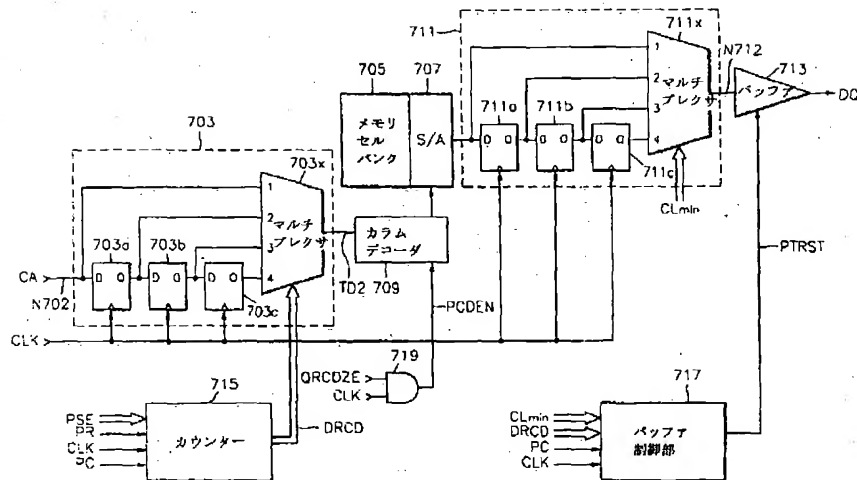 711
711x
N712
713
705
707
711a
711b
1
2
3
4
マルチ
プレクサ
バッファ
DQ
メモリ
セル
バンク
S/A
D Q
D Q
D Q
711c
CLmin
703
703x
703a
703b
1
2
3
4
マルチ
プレクサ
カラム
デコーダ
709
TD2
PTRST
CA
N702
D Q
D Q
D Q
703c
PCDEN
CLK
719
QRCD2E
CLK
715
717
PSE
PR
CLK
PC
カウンター
DRCD
CLmin
DRCD
PC
CLK
バッファ
制御部